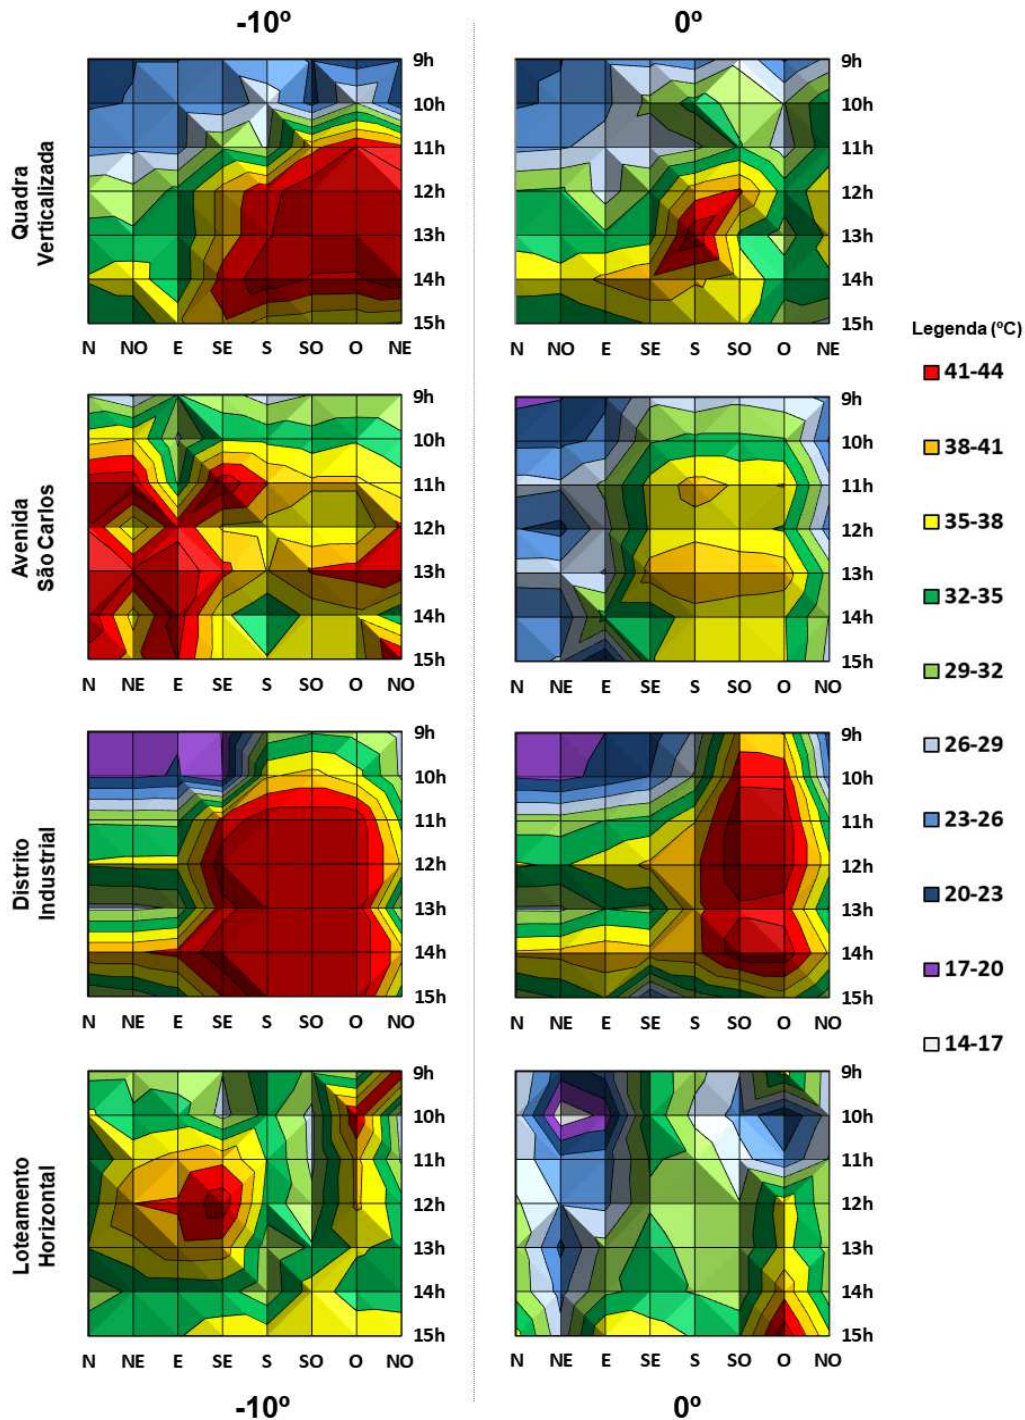 -10º 0º
Quadra
Verticalizada
9h
10h
11h
12h
13h
14h
15h
N NO E SE S SO O NE
9h
10h
11h
12h
13h
14h
15h
N NO E SE S SO O NE
Avenida
São Carlos
9h
10h
11h
12h
13h
14h
15h
N NE E SE S SO O NO
9h
10h
11h
12h
13h
14h
15h
N NE E SE S SO O NO
Distrito
Industrial
9h
10h
11h
12h
13h
14h
15h
N NE E SE S SO O NO
9h
10h
11h
12h
13h
14h
15h
N NE E SE S SO O NO
Loteamento
Horizontal
9h
10h
11h
12h
13h
14h
15h
N NE E SE S SO O NO
9h
10h
11h
12h
13h
14h
15h
N NE E SE S SO O NO
-10º 0º
Legenda (ºC)
41-44
38-41
35-38
32-35
29-32
26-29
23-26
20-23
17-20
14-17